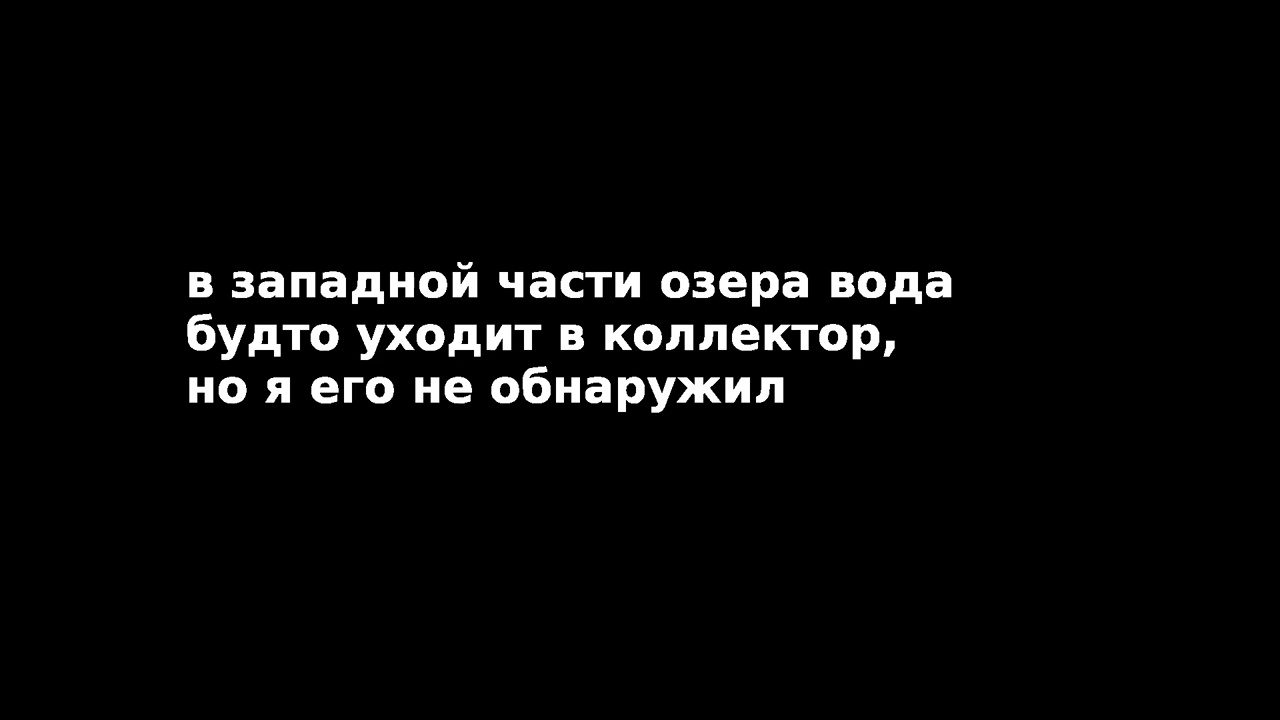 в западной части озера вода
будто уходит в коллектор,
но я его не обнаружил